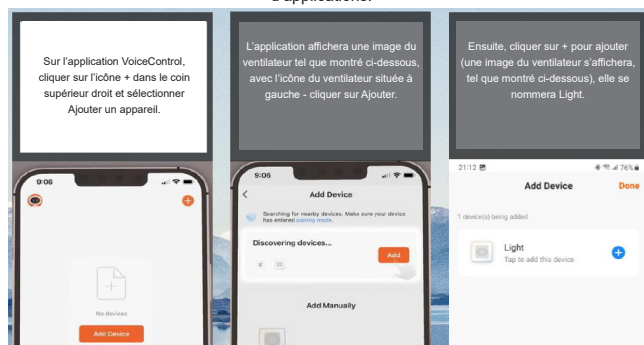 d'applications.
Sur l'application VoiceControl,
cliquer sur l'icône + dans le coin
supérieur droit et sélectionner
Ajouter un appareil.
L'application affichera une image du
ventilateur tel que montré ci-dessous,
avec l'icône du ventilateur située à
gauche - cliquer sur Ajouter.
Ensuite, cliquer sur + pour ajouter
(une image du ventilateur s'affichera,
tel que montré ci-dessous), elle se
nommera Light.
9:06
No devices
Add Device
9:06
Add Device
Searching for nearby devices. Make sure your device
has entered pairing mode.
Discovering devices...
Add
Add Manually
21:12
76%
Add Device
Done
1 device(s) being added
Light
Tap to add this device